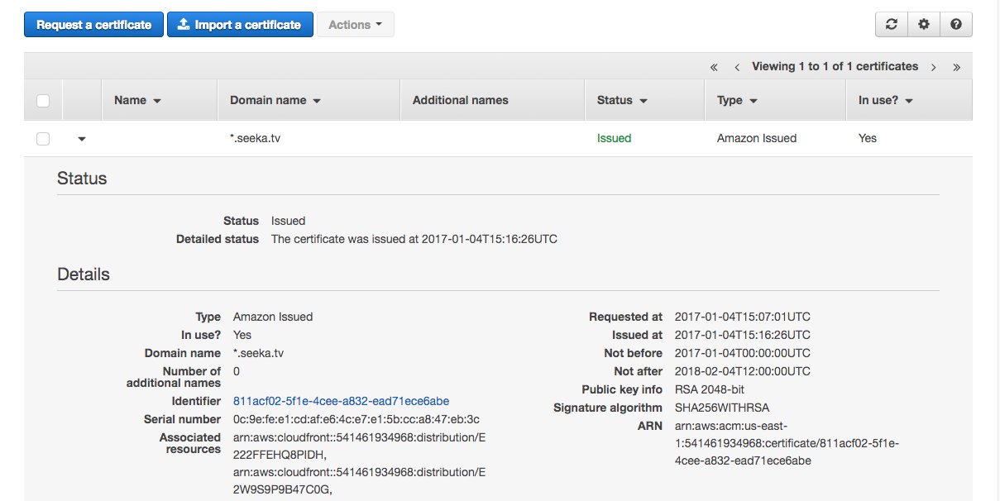 Request a certificate Import a certificate Actions
« ‹ Viewing 1 to 1 of 1 certificates › »
Name Domain name Additional names Status Type In use?
*.seeka.tv Issued Amazon Issued Yes
Status
Status Issued
Detailed status The certificate was issued at 2017-01-04T15:16:26UTC
Details
Type Amazon Issued
In use? Yes
Domain name *.seeka.tv
Number of additional names 0
Identifier 811acf02-5f1e-4cee-a832-ead71ece6abe
Serial number 0c:9e:fe:e1:cd:af:e6:4c:e7:e1:5b:cc:a8:47:eb:3c
Associated resources arn:aws:cloudfront::541461934968:distribution/E
222FFEHQ8PIDH,
arn:aws:cloudfront::541461934968:distribution/E
2W9S9P9B47C0G,
Requested at 2017-01-04T15:07:01UTC
Issued at 2017-01-04T15:16:26UTC
Not before 2017-01-04T00:00:00UTC
Not after 2018-02-04T12:00:00UTC
Public key info RSA 2048-bit
Signature algorithm SHA256WITHRSA
ARN arn:aws:acm:us-east-
1:541461934968:certificate/811acf02-5f1e-
4cee-a832-ead71ece6abe